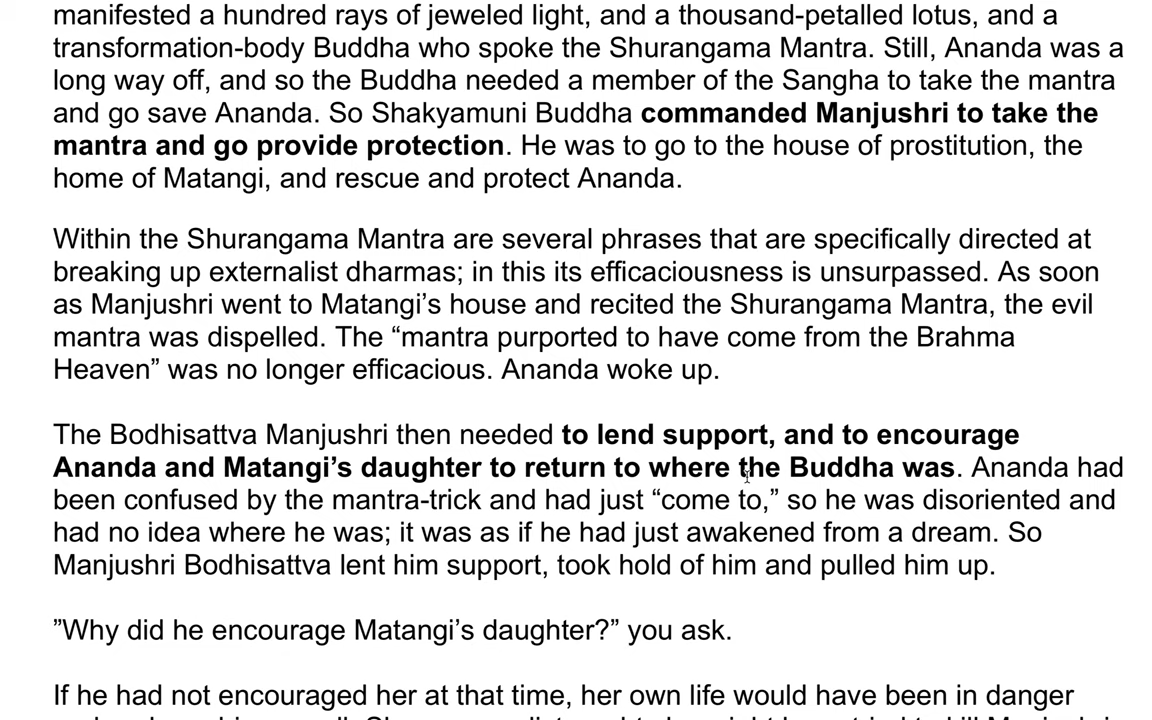 manifested a hundred rays of jeweled light, and a thousand-petalled lotus, and a
transformation-body Buddha who spoke the Shurangama Mantra. Still, Ananda was a
long way off, and so the Buddha needed a member of the Sangha to take the mantra
and go save Ananda. So Shakyamuni Buddha commanded Manjushri to take the
mantra and go provide protection. He was to go to the house of prostitution, the
home of Matangi, and rescue and protect Ananda.
Within the Shurangama Mantra are several phrases that are specifically directed at
breaking up externalist dharmas; in this its efficaciousness is unsurpassed. As soon
as Manjushri went to Matangi’s house and recited the Shurangama Mantra, the evil
mantra was dispelled. The “mantra purported to have come from the Brahma
Heaven” was no longer efficacious. Ananda woke up.
The Bodhisattva Manjushri then needed to lend support, and to encourage
Ananda and Matangi’s daughter to return to where the Buddha was. Ananda had
been confused by the mantra-trick and had just “come to,” so he was disoriented and
had no idea where he was; it was as if he had just awakened from a dream. So
Manjushri Bodhisattva lent him support, took hold of him and pulled him up.
”Why did he encourage Matangi’s daughter?” you ask.
If he had not encouraged her at that time, her own life would have been in danger